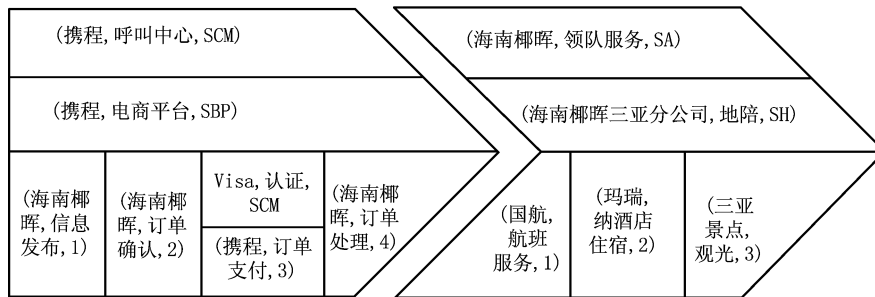 (携程,呼叫中心,SCM)
(携程,电商平台,SBP)
(海南椰
晖,信息
发布,1)
(海南椰
晖,订单
确认,2)
Visa,认证,
SCM
(携程,订单
支付,3)
(海南椰
晖,订单
处理,4)
(海南椰晖,领队服务,SA)
(海南椰晖三亚分公司,地陪,SH)
(国航,
航班
服务,1)
(玛瑞,
纳酒店
住宿,2)
(三亚
景点,
观光,3)